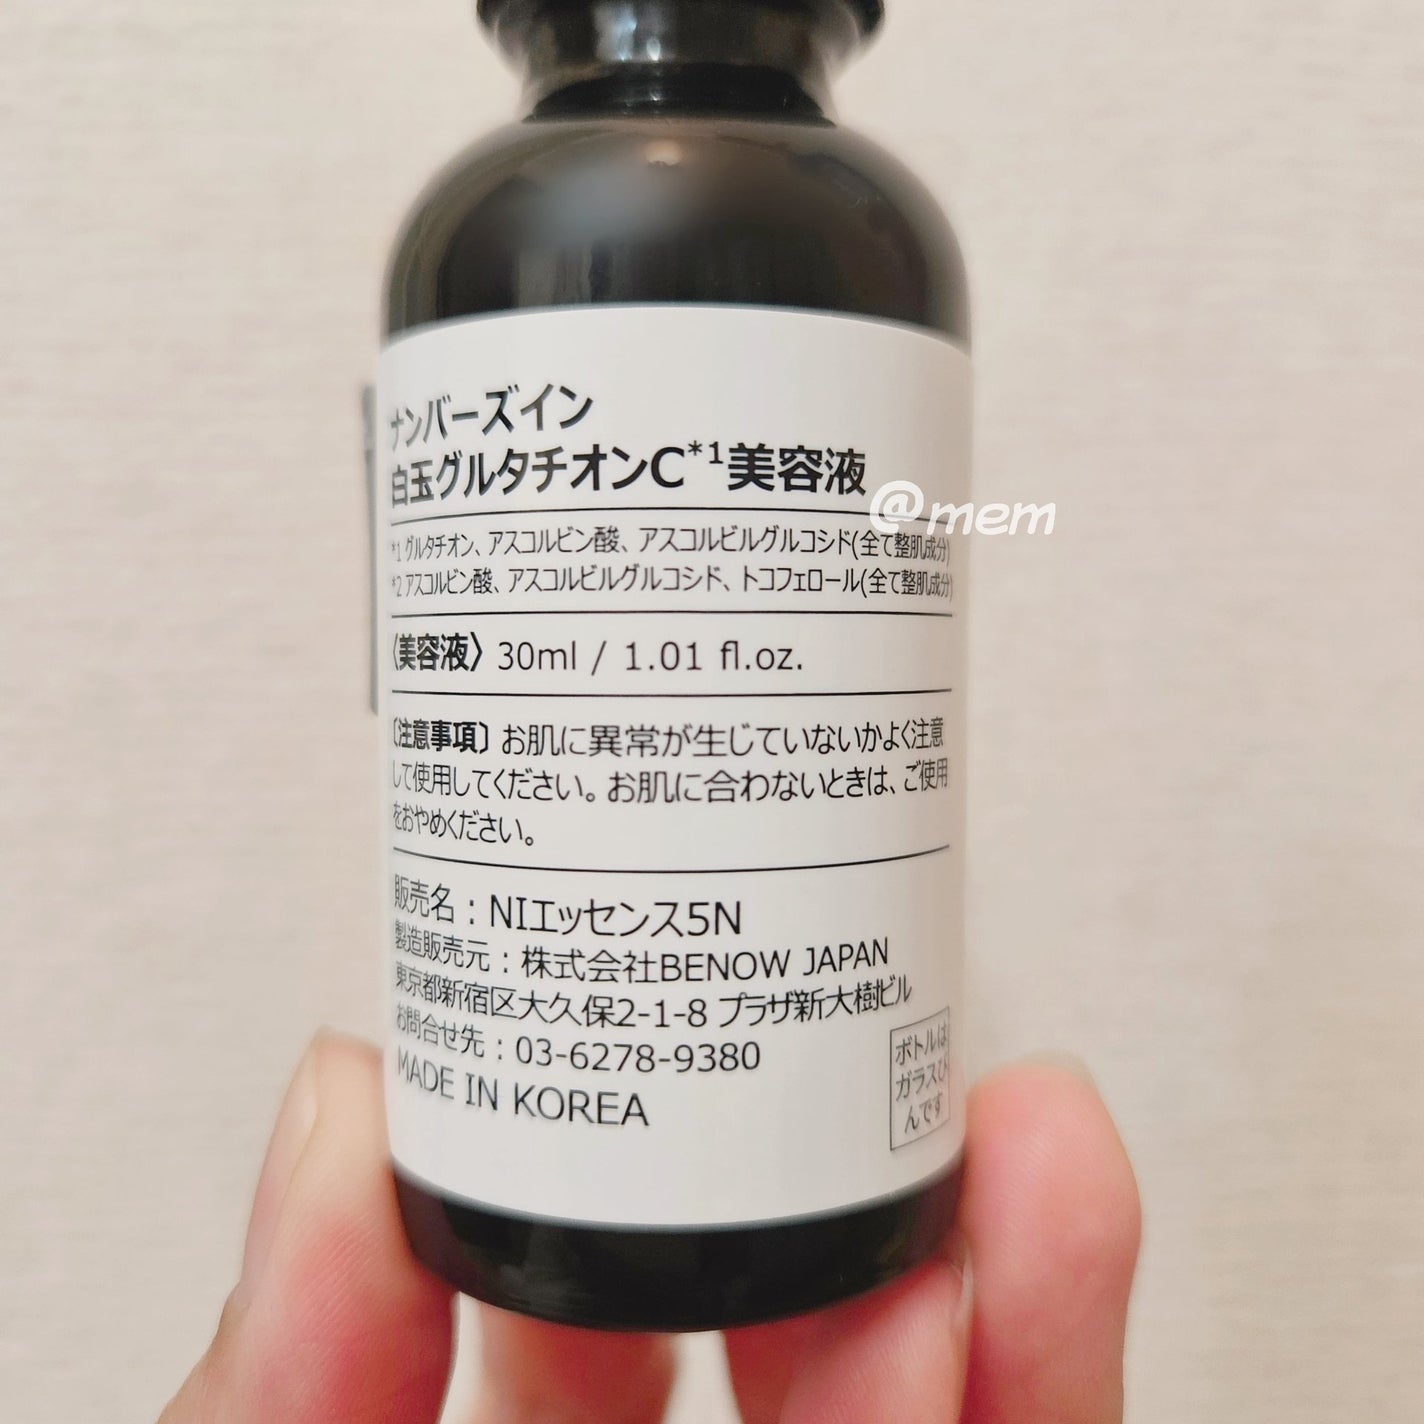 ナンバーズイン
白玉グルタチオンC*1美容液
@mem
*1 グルタチオン、アスコルビン酸、アスコルビルグルコシド(全て整肌成分)
*2 アスコルビン酸、アスコルビルグルコシド、トコフェロール(全て整肌成分)
〈美容液〉30ml / 1.01 fl.oz.
〔注意事項〕お肌に異常が生じていないかよく注意
して使用してください。お肌に合わないときは、ご使用
をおやめください。
販売名：NIエッセンス5N
製造販売元：株式会社BENOW JAPAN
東京都新宿区大久保2-1-8 プラザ新大樹ビル
お問合せ先：03-6278-9380
MADE IN KOREA
ボトルは
ガラスび
んです